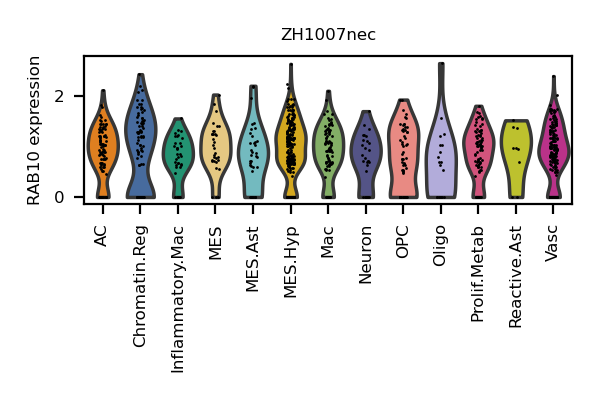 ZH1007nec
RAB10 expression
2
0
AC
Chromatin.Reg
Inflammatory.Mac
MES
MES.Ast
MES.Hyp
Mac
Neuron
OPC
Oligo
Prolif.Metab
Reactive.Ast
Vasc